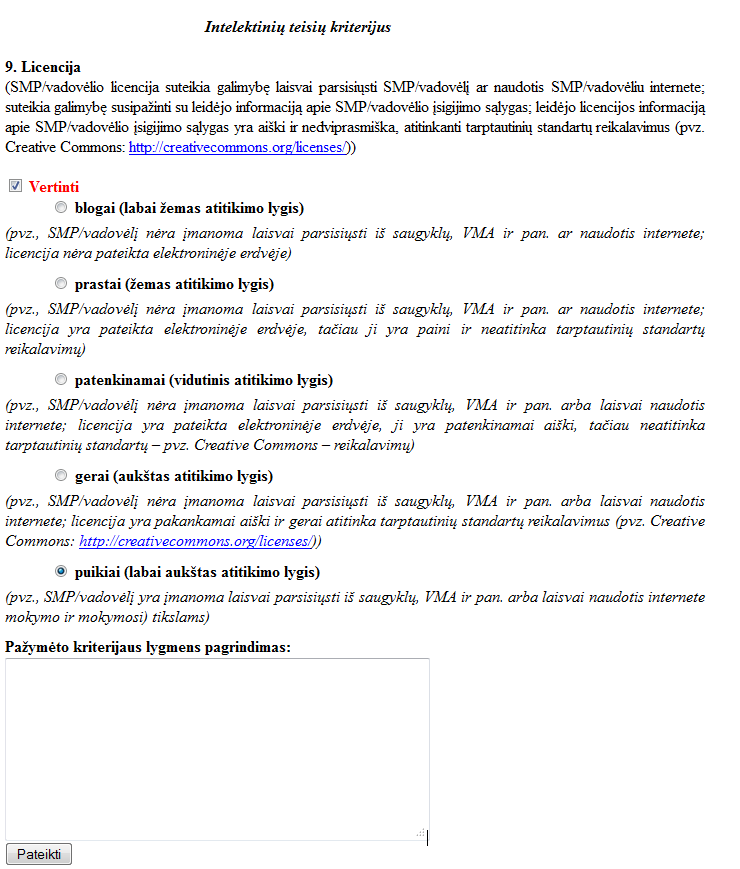 Intelektinių teisių kriterijus
9. Licencija
(SMP/vadovėlio licencija suteikia galimybę laisvai parsisiųsti SMP/vadovėlį ar naudotis SMP/vadovėliu internete;
suteikia galimybę susipažinti su leidėjo informaciją apie SMP/vadovėlio įsigijimo sąlygas; leidėjo licencijos informaciją
apie SMP/vadovėlio įsigijimo sąlygas yra aiški ir nedviprasmiška, atitinkanti tarptautinių standartų reikalavimus (pvz.
Creative Commons: http://creativecommons.org/licenses/))
Vertinti
blogai (labai žemas atitikimo lygis)
(pvz., SMP/vadovėlį nėra įmanoma laisvai parsisiųsti iš saugyklų, VMA ir pan. ar naudotis internete;
licencija nėra pateikta elektroninėje erdvėje)
prastai (žemas atitikimo lygis)
(pvz., SMP/vadovėlį nėra įmanoma laisvai parsisiųsti iš saugyklų, VMA ir pan. ar naudotis internete;
licencija yra pateikta elektroninėje erdvėje, tačiau ji yra paini ir neatitinka tarptautinių standartų
reikalavimų)
patenkinamai (vidutinis atitikimo lygis)
(pvz., SMP/vadovėlį nėra įmanoma laisvai parsisiųsti iš saugyklų, VMA ir pan. arba laisvai naudotis
internete; licencija yra pateikta elektroninėje erdvėje, ji yra patenkinamai aiški, tačiau neatitinka
tarptautinių standartų – pvz. Creative Commons – reikalavimų)
gerai (aukštas atitikimo lygis)
(pvz., SMP/vadovėlį nėra įmanoma laisvai parsisiųsti iš saugyklų, VMA ir pan. arba laisvai naudotis
internete; licencija yra pakankamai aiški ir gerai atitinka tarptautinių standartų reikalavimus (pvz. Creative
Commons: http://creativecommons.org/licenses/))
puikiai (labai aukštas atitikimo lygis)
(pvz., SMP/vadovėlį yra įmanoma laisvai parsisiųsti iš saugyklų, VMA ir pan. arba laisvai naudotis internete
mokymo ir mokymosi) tikslams)
Pažymėto kriterijaus lygmens pagrindimas:
Pateikti